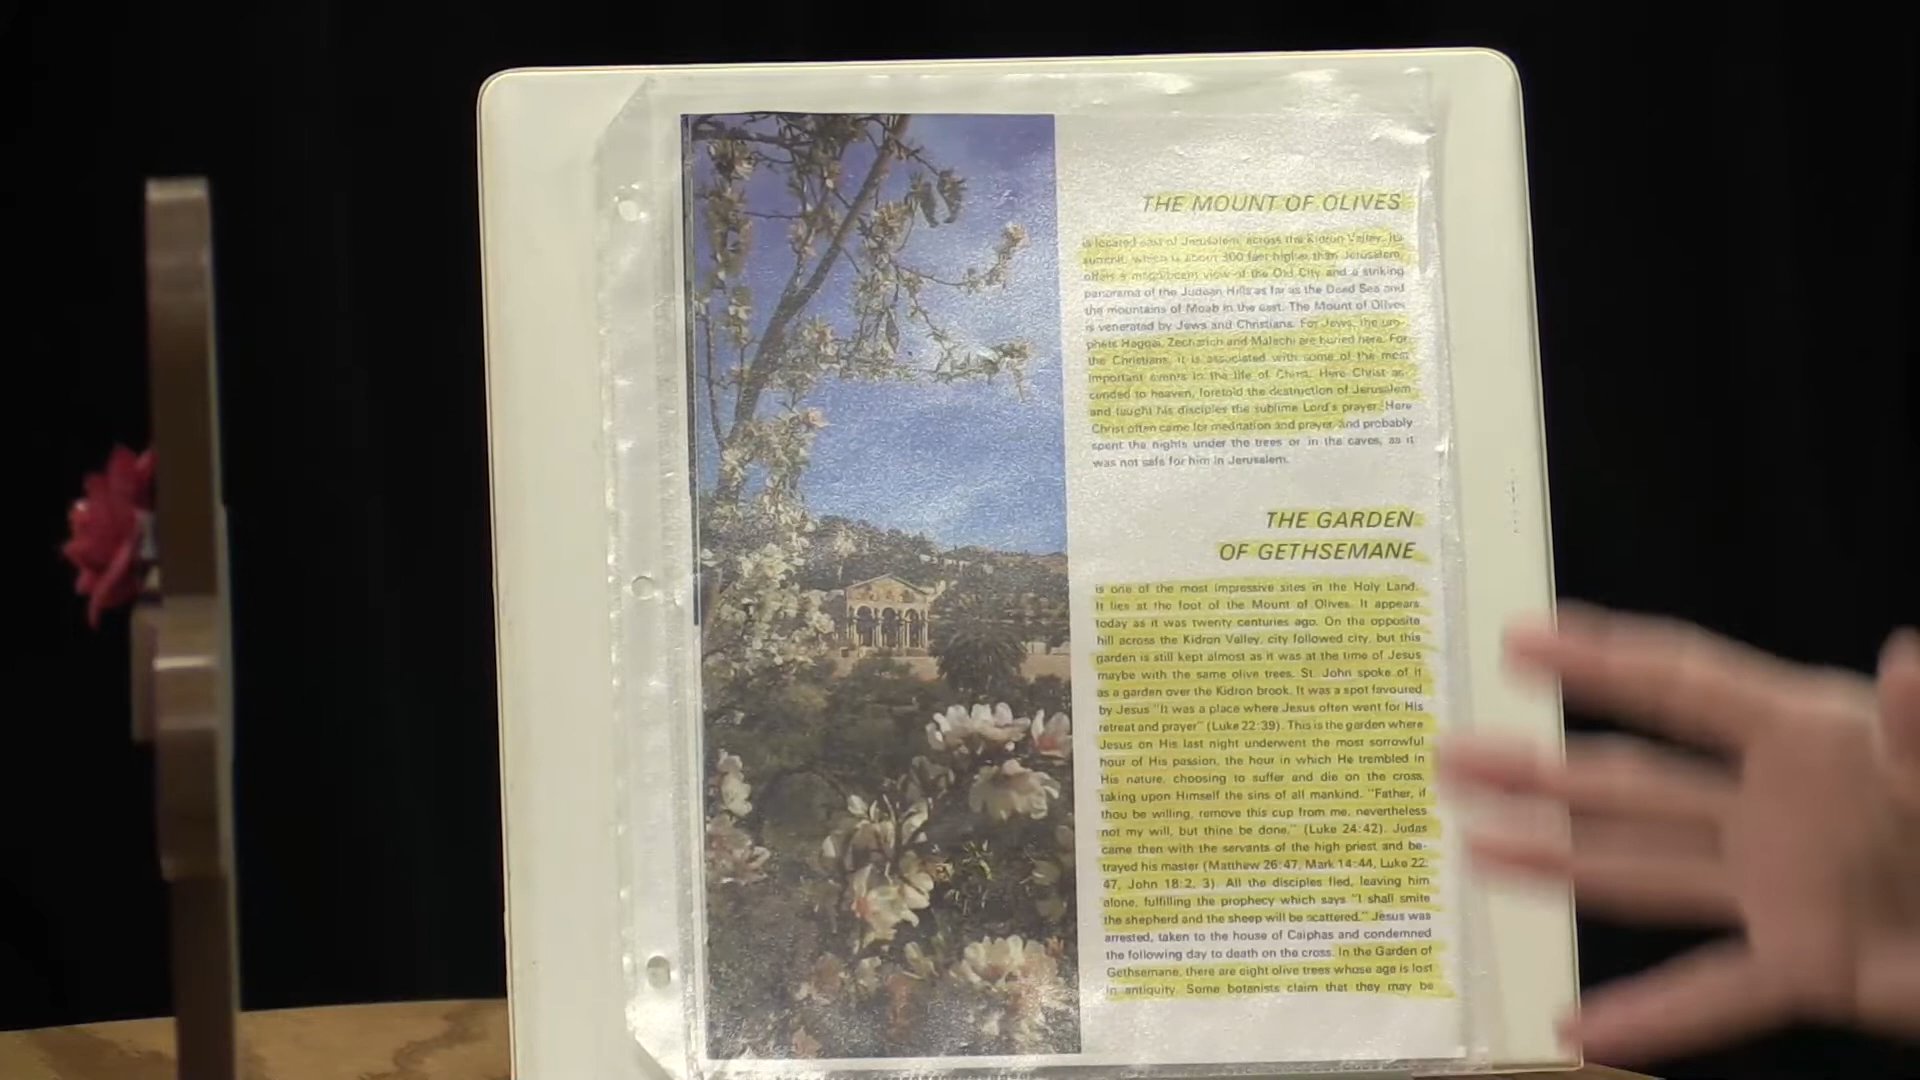 THE MOUNT OF OLIVES
is located east of Jerusalem, across the Kidron Valley. Its
summit, which is about 300 feet higher than Jerusalem,
offers a magnificent view of the Old City and a striking
panorama of the Judean Hills as far as the Dead Sea and
the mountains of Moab in the east. The Mount of Olives
is venerated by Jews and Christians. For Jews, the pro-
phets Haggai, Zechariah and Malachi are buried here. For
the Christians, it is associated with some of the most
important events in the life of Christ. Here Christ as-
cended to heaven, foretold the destruction of Jerusalem
and taught his disciples the sublime Lord's prayer. Here
Christ often came for meditation and prayer and probably
spent the nights under the trees or in the caves, as it
was not safe for him in Jerusalem.
THE GARDEN
OF GETHSEMANE
is one of the most impressive sites in the Holy Land.
It lies at the foot of the Mount of Olives. It appears
today as it was twenty centuries ago. On the opposite
hill across the Kidron Valley, city followed city, but this
garden is still kept almost as it was at the time of Jesus
maybe with the same olive trees. St. John spoke of it
as a garden over the Kidron brook. It was a spot favoured
by Jesus "It was a place where Jesus often went for His
retreat and prayer" (Luke 22:39). This is the garden where
Jesus on His last night underwent the most sorrowful
hour of His passion, the hour in which He trembled in
His nature, choosing to suffer and die on the cross,
taking upon Himself the sins of all mankind. "Father, if
thou be willing, remove this cup from me, nevertheless
not my will, but thine be done." (Luke 24:42). Judas
came then with the servants of the high priest and be-
trayed his master (Matthew 26:47, Mark 14:44, Luke 22:
47, John 18:2, 3). All the disciples fled, leaving him
alone, fulfilling the prophecy which says "I shall smite
the shepherd and the sheep will be scattered." Jesus was
arrested, taken to the house of Caiphas and condemned
the following day to death on the cross. In the Garden of
Gethsemane, there are eight olive trees whose age is lost
in antiquity. Some botanists claim that they may be